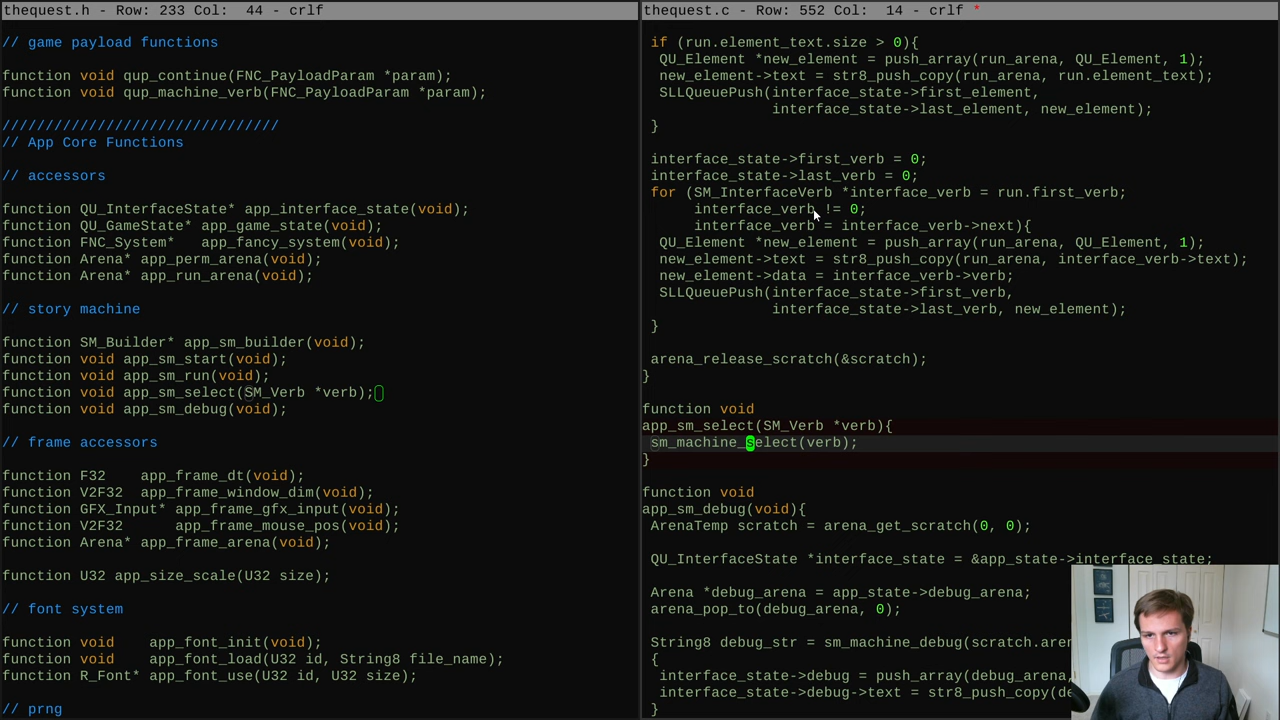 thequest.h - Row: 233 Col:  44 - crlf
// game payload functions
function void qup_continue(FNC_PayloadParam *param);
function void qup_machine_verb(FNC_PayloadParam *param);
////////////////////////////////
// App Core Functions
// accessors
function QU_InterfaceState* app_interface_state(void);
function QU_GameState* app_game_state(void);
function FNC_System*   app_fancy_system(void);
function Arena* app_perm_arena(void);
function Arena* app_run_arena(void);
// story machine
function SM_Builder* app_sm_builder(void);
function void app_sm_start(void);
function void app_sm_run(void);
function void app_sm_select(SM_Verb *verb);
function void app_sm_debug(void);
// frame accessors
function F32    app_frame_dt(void);
function V2F32  app_frame_window_dim(void);
function GFX_Input* app_frame_gfx_input(void);
function V2F32      app_frame_mouse_pos(void);
function Arena* app_frame_arena(void);
function U32 app_size_scale(U32 size);
// font system
function void    app_font_init(void);
function void    app_font_load(U32 id, String8 file_name);
function R_Font* app_font_use(U32 id, U32 size);
// prng
thequest.c - Row: 552 Col:  14 - crlf *
if (run.element_text.size > 0){
QU_Element *new_element = push_array(run_arena, QU_Element, 1);
new_element->text = str8_push_copy(run_arena, run.element_text);
SLLQueuePush(interface_state->first_element,
interface_state->last_element, new_element);
}
interface_state->first_verb = 0;
interface_state->last_verb = 0;
for (SM_InterfaceVerb *interface_verb = run.first_verb;
interface_verb != 0;
interface_verb = interface_verb->next){
QU_Element *new_element = push_array(run_arena, QU_Element, 1);
new_element->text = str8_push_copy(run_arena, interface_verb->text);
new_element->data = interface_verb->verb;
SLLQueuePush(interface_state->first_verb,
interface_state->last_verb, new_element);
}
arena_release_scratch(&scratch);
}
function void
app_sm_select(SM_Verb *verb){
sm_machine_select(verb);
}
function void
app_sm_debug(void){
ArenaTemp scratch = arena_get_scratch(0, 0);
QU_InterfaceState *interface_state = &app_state->interface_state;
Arena *debug_arena = app_state->debug_arena;
arena_pop_to(debug_arena, 0);
String8 debug_str = sm_machine_debug(scratch.aren
{
interface_state->debug = push_array(debug_arena,
interface_state->debug->text = str8_push_copy(de
}